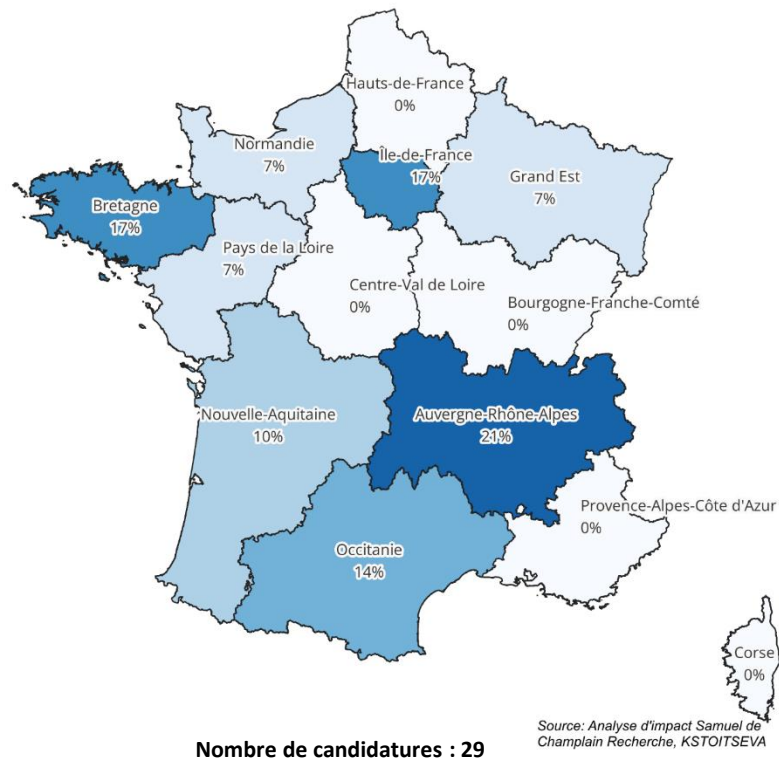 Hauts-de-France
0%
Normandie
7%
Île-de-France
17%
Grand Est
7%
Bretagne
17%
Pays de la Loire
7%
Centre-Val de Loire
0%
Bourgogne-Franche-Comté
0%
Nouvelle-Aquitaine
10%
Auvergne-Rhône-Alpes
21%
Provence-Alpes-Côte d'Azur
0%
Occitanie
14%
Corse
0%
Source: Analyse d'impact Samuel de
Champlain Recherche, KSTOITSEVA
Nombre de candidatures : 29